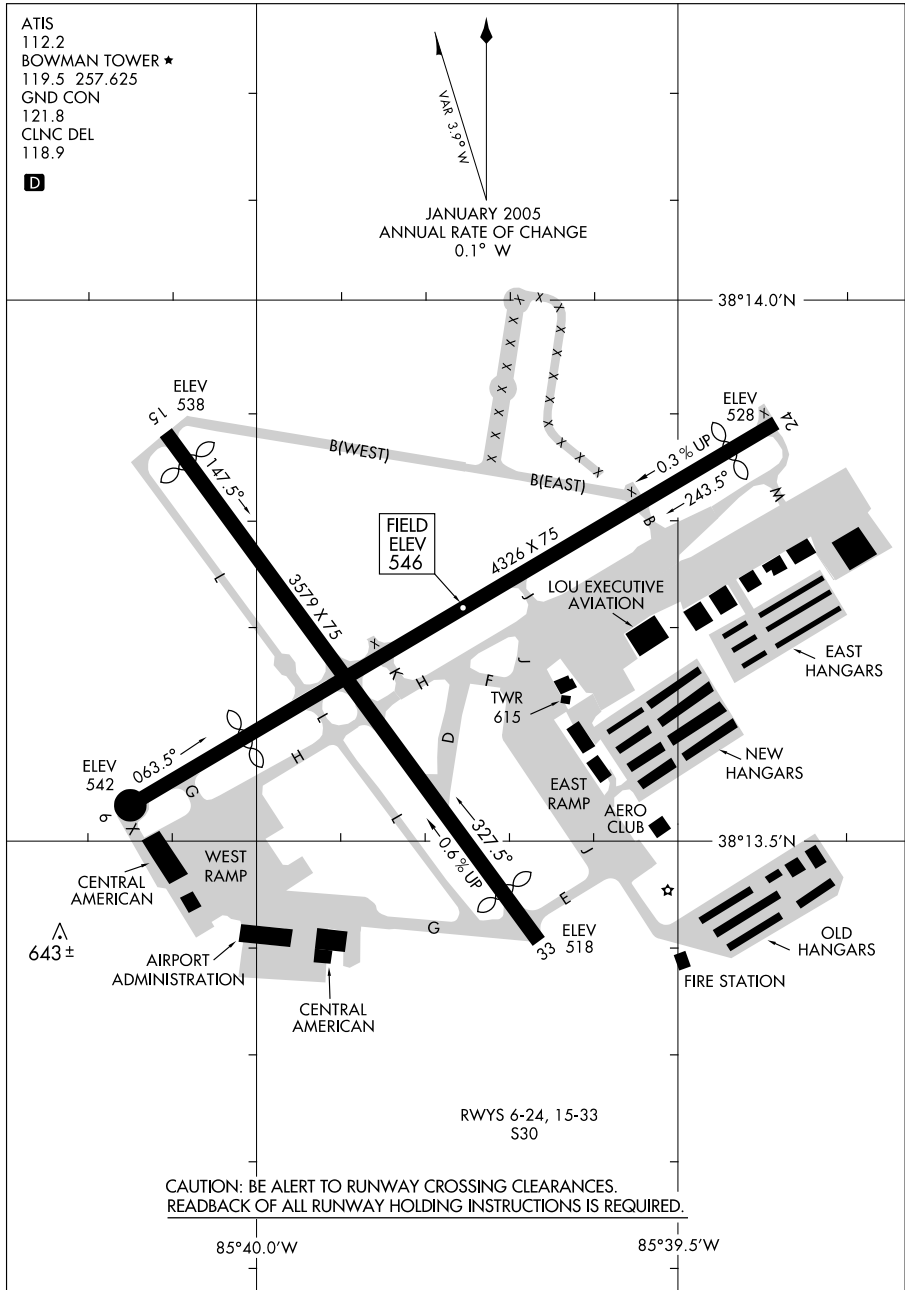 ATIS
112.2
BOWMAN TOWER ★
119.5 257.625
GND CON
121.8
CLNC DEL
118.9
D
VAR 3.9° W
JANUARY 2005
ANNUAL RATE OF CHANGE
0.1° W
38°14.0'N
X X X
X X
X X
X X
X X
X X
X X
X X
X X
ELEV
538
15
147.5°
B(WEST)
B(EAST)
ELEV
528
X
24
0.3 % UP
243.5°
X
B
W
FIELD
ELEV
546
4326 X 75
3579 X 75
L
J
LOU EXECUTIVE
AVIATION
EAST
HANGARS
X
X
K
H
F
J
TWR
615
L
H
D
063.5°
ELEV
542
6
X
G
NEW
HANGARS
EAST
RAMP
AERO
CLUB
L
327.5°
0.6 % UP
J
38°13.5'N
WEST
RAMP
CENTRAL
AMERICAN
E
G
33
ELEV
518
643 ±
AIRPORT
ADMINISTRATION
CENTRAL
AMERICAN
OLD
HANGARS
FIRE STATION
RWYS 6-24, 15-33
S30
CAUTION: BE ALERT TO RUNWAY CROSSING CLEARANCES.
READBACK OF ALL RUNWAY HOLDING INSTRUCTIONS IS REQUIRED.
85°40.0'W
85°39.5'W